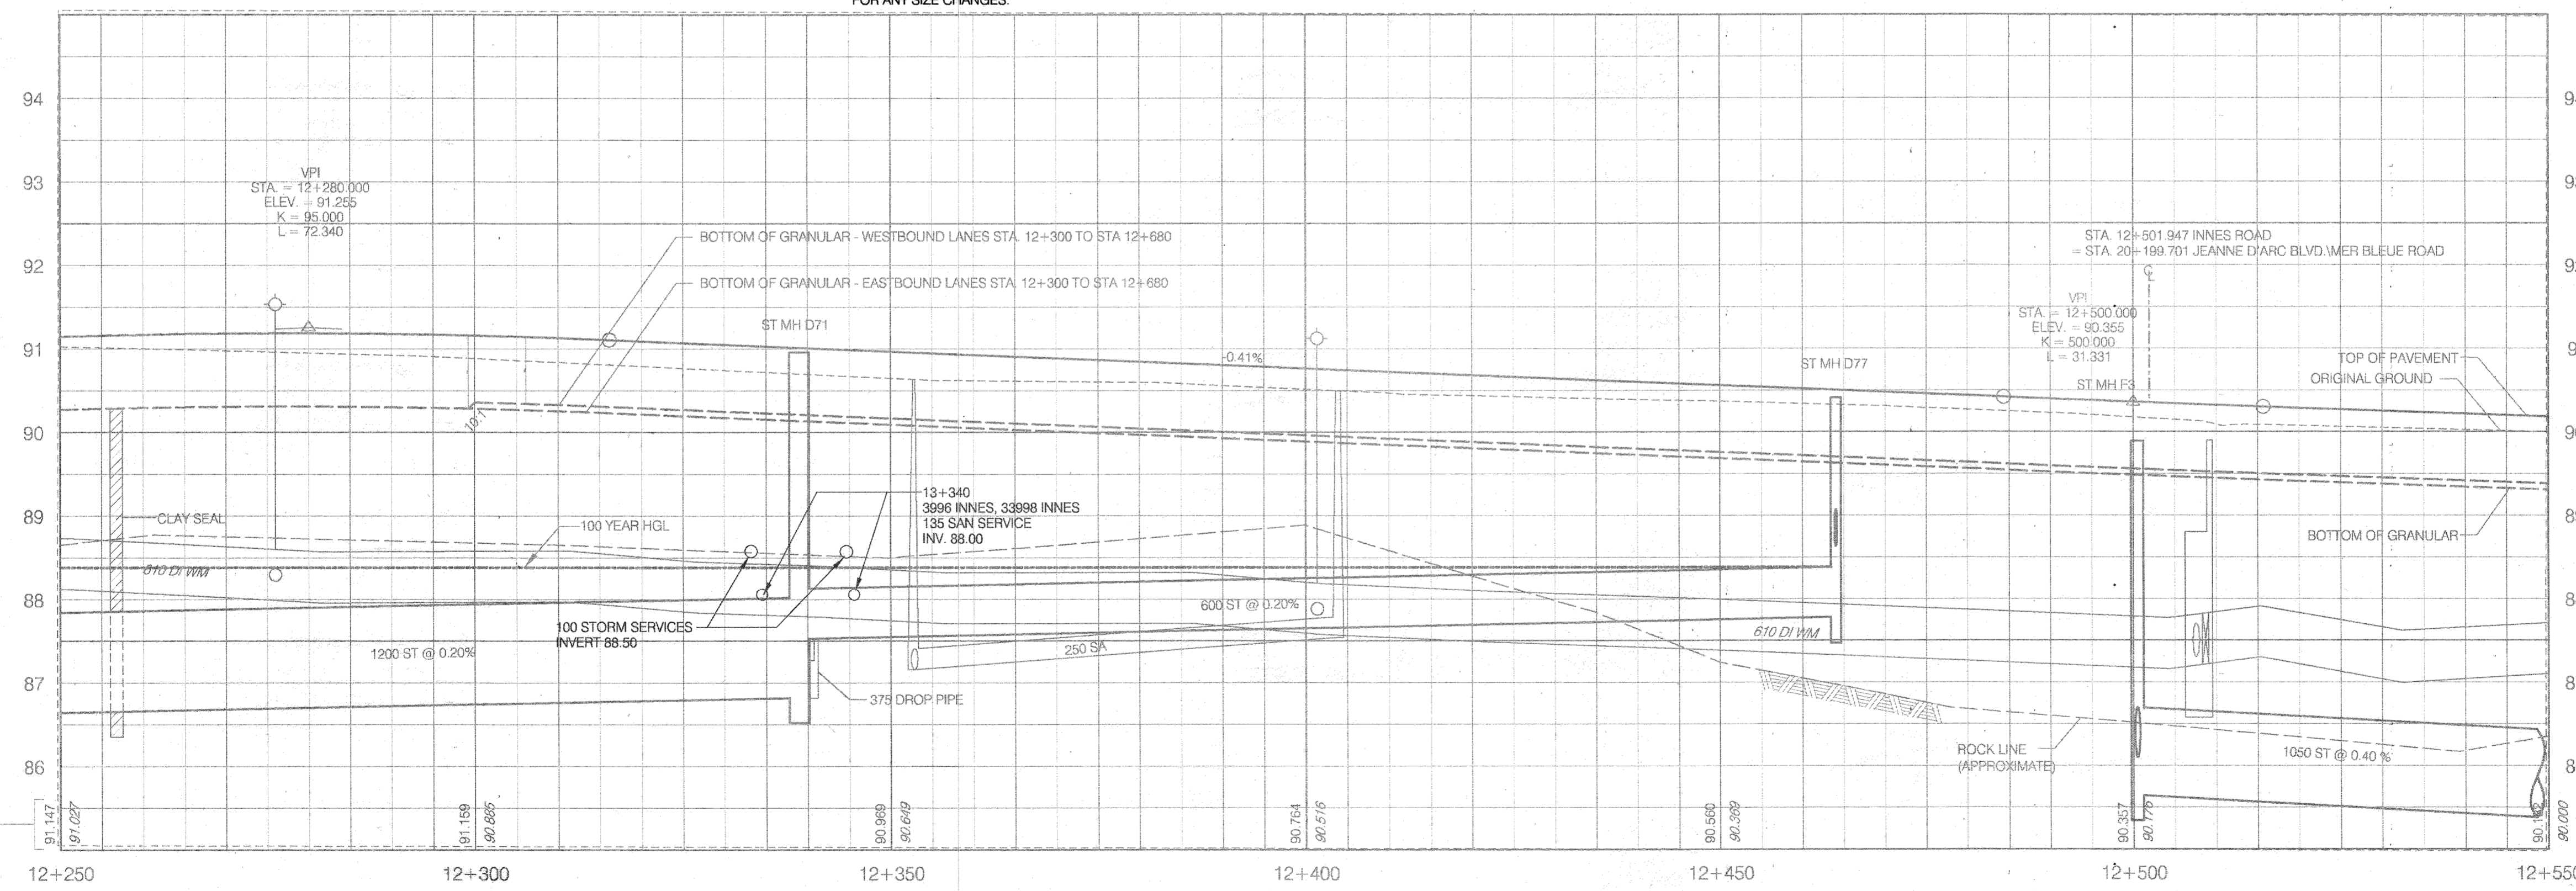 FOR ANY SIZE CHANGES.
94
93
92
91
90
89
88
87
86
VPI
STA. = 12+280.000
ELEV. = 91.255
K = 95.000
L = 72.340
BOTTOM OF GRANULAR - WESTBOUND LANES STA. 12+300 TO STA 12+680
BOTTOM OF GRANULAR - EASTBOUND LANES STA. 12+300 TO STA 12+680
ST MH D71
-0.41%
ST MH D77
STA. 12+501.947 INNES ROAD
= STA. 20+199.701 JEANNE D'ARC BLVD.\MER BLEUE ROAD
VPI
STA. = 12+500.000
ELEV. = 90.355
K = 500.000
L = 31.331
ST MH F3
TOP OF PAVEMENT
ORIGINAL GROUND
10:1
CLAY SEAL
100 YEAR HGL
13+340
3996 INNES, 33998 INNES
135 SAN SERVICE
INV. 88.00
BOTTOM OF GRANULAR
610 DI WM
100 STORM SERVICES
INVERT 88.50
600 ST @ 0.20%
610 DI WM
1200 ST @ 0.20%
250 SA
375 DROP PIPE
ROCK LINE
(APPROXIMATE)
1050 ST @ 0.40 %
91.147
91.027
91.159
90.885
90.969
90.649
90.764
90.516
90.560
90.369
90.357
90.000
12+250
12+300
12+350
12+400
12+450
12+500
12+550